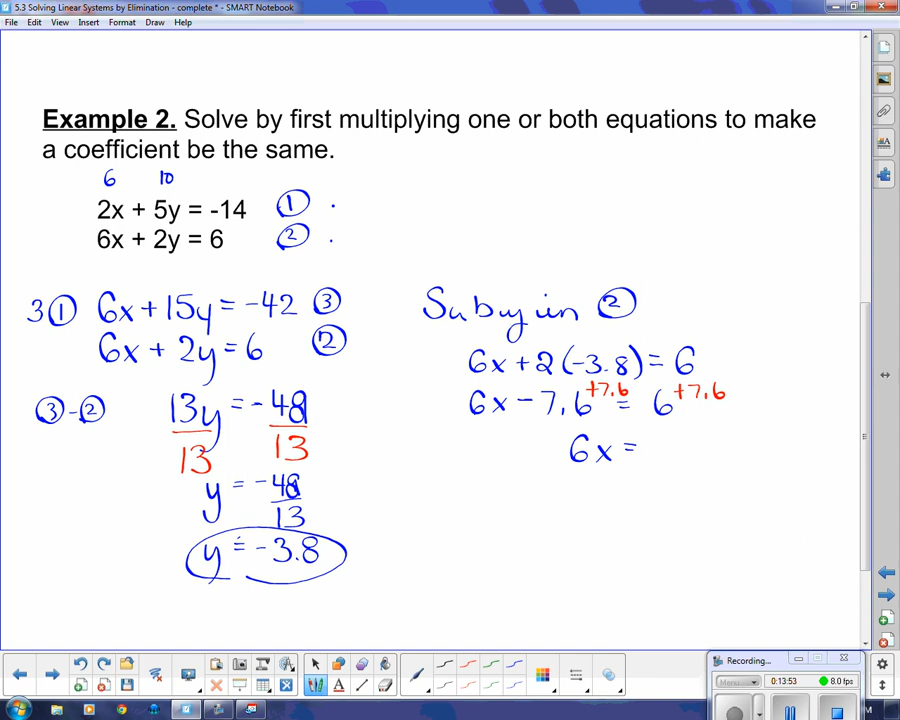 5.3 Solving Linear Systems by Elimination - complete * - SMART Notebook
File Edit View Insert Format Draw Help
Example 2. Solve by first multiplying one or both equations to make
a coefficient be the same.
6 10
2x + 5y = -14 ① .
6x + 2y = 6 ② .
3① 6x + 15y = -42 ③
6x + 2y = 6 ②
③-② 13y = -48
13 13
y = -48
13
y ≐ -3.8
Sub y in ②
6x + 2(-3.8) = 6
6x - 7.6 +7.6 = 6 +7.6
6x =
Recording...
Menu
0:13:53
8.0 fps